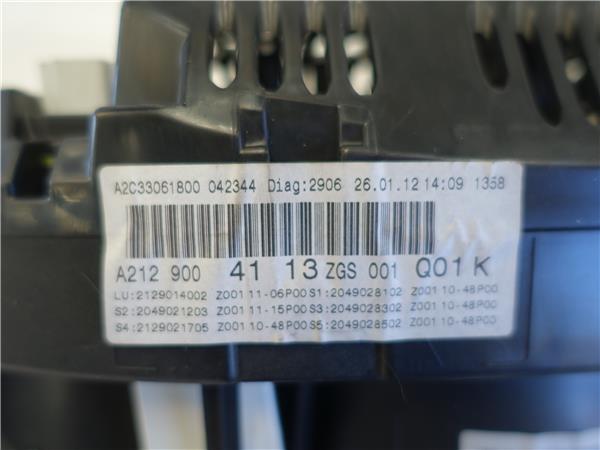 A2C33061800 042344 Diag:2906 26.01.12 14:09 1358
A212 900 41 13 ZGS 001 Q01 K
LU:2129014002 Z001 11-06P00 S1:2049028102 Z001 10-48P00
S2:2049021203 Z001 11-15P00 S3:2049028302 Z001 10-48P00
S4:2129021705 Z001 10-48P00 S5:2049028502 Z001 10-48P00